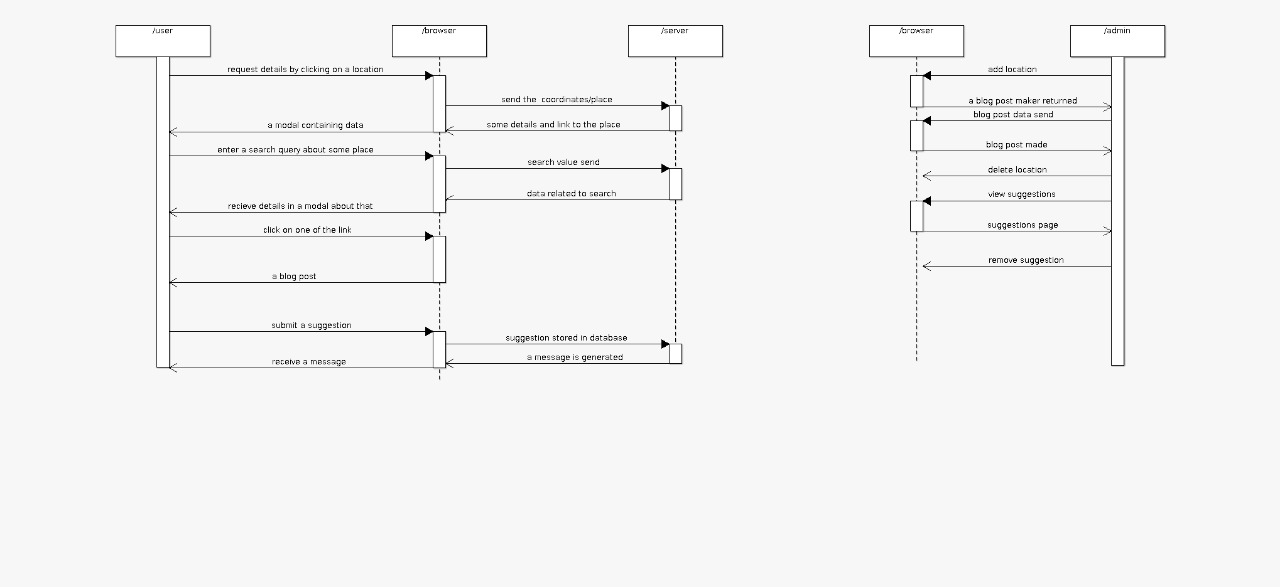 /user
/browser
/server
request details by clicking on a location
send the  coordinates/place
some details and link to the place
a modal containing data
enter a search query about some place
search value send
data related to search
recieve details in a modal about that
click on one of the link
a blog post
submit a suggestion
suggestion stored in database
a message is generated
receive a message
/browser
/admin
add location
a blog post maker returned
blog post data send
blog post made
delete location
view suggestions
suggestions page
remove suggestion